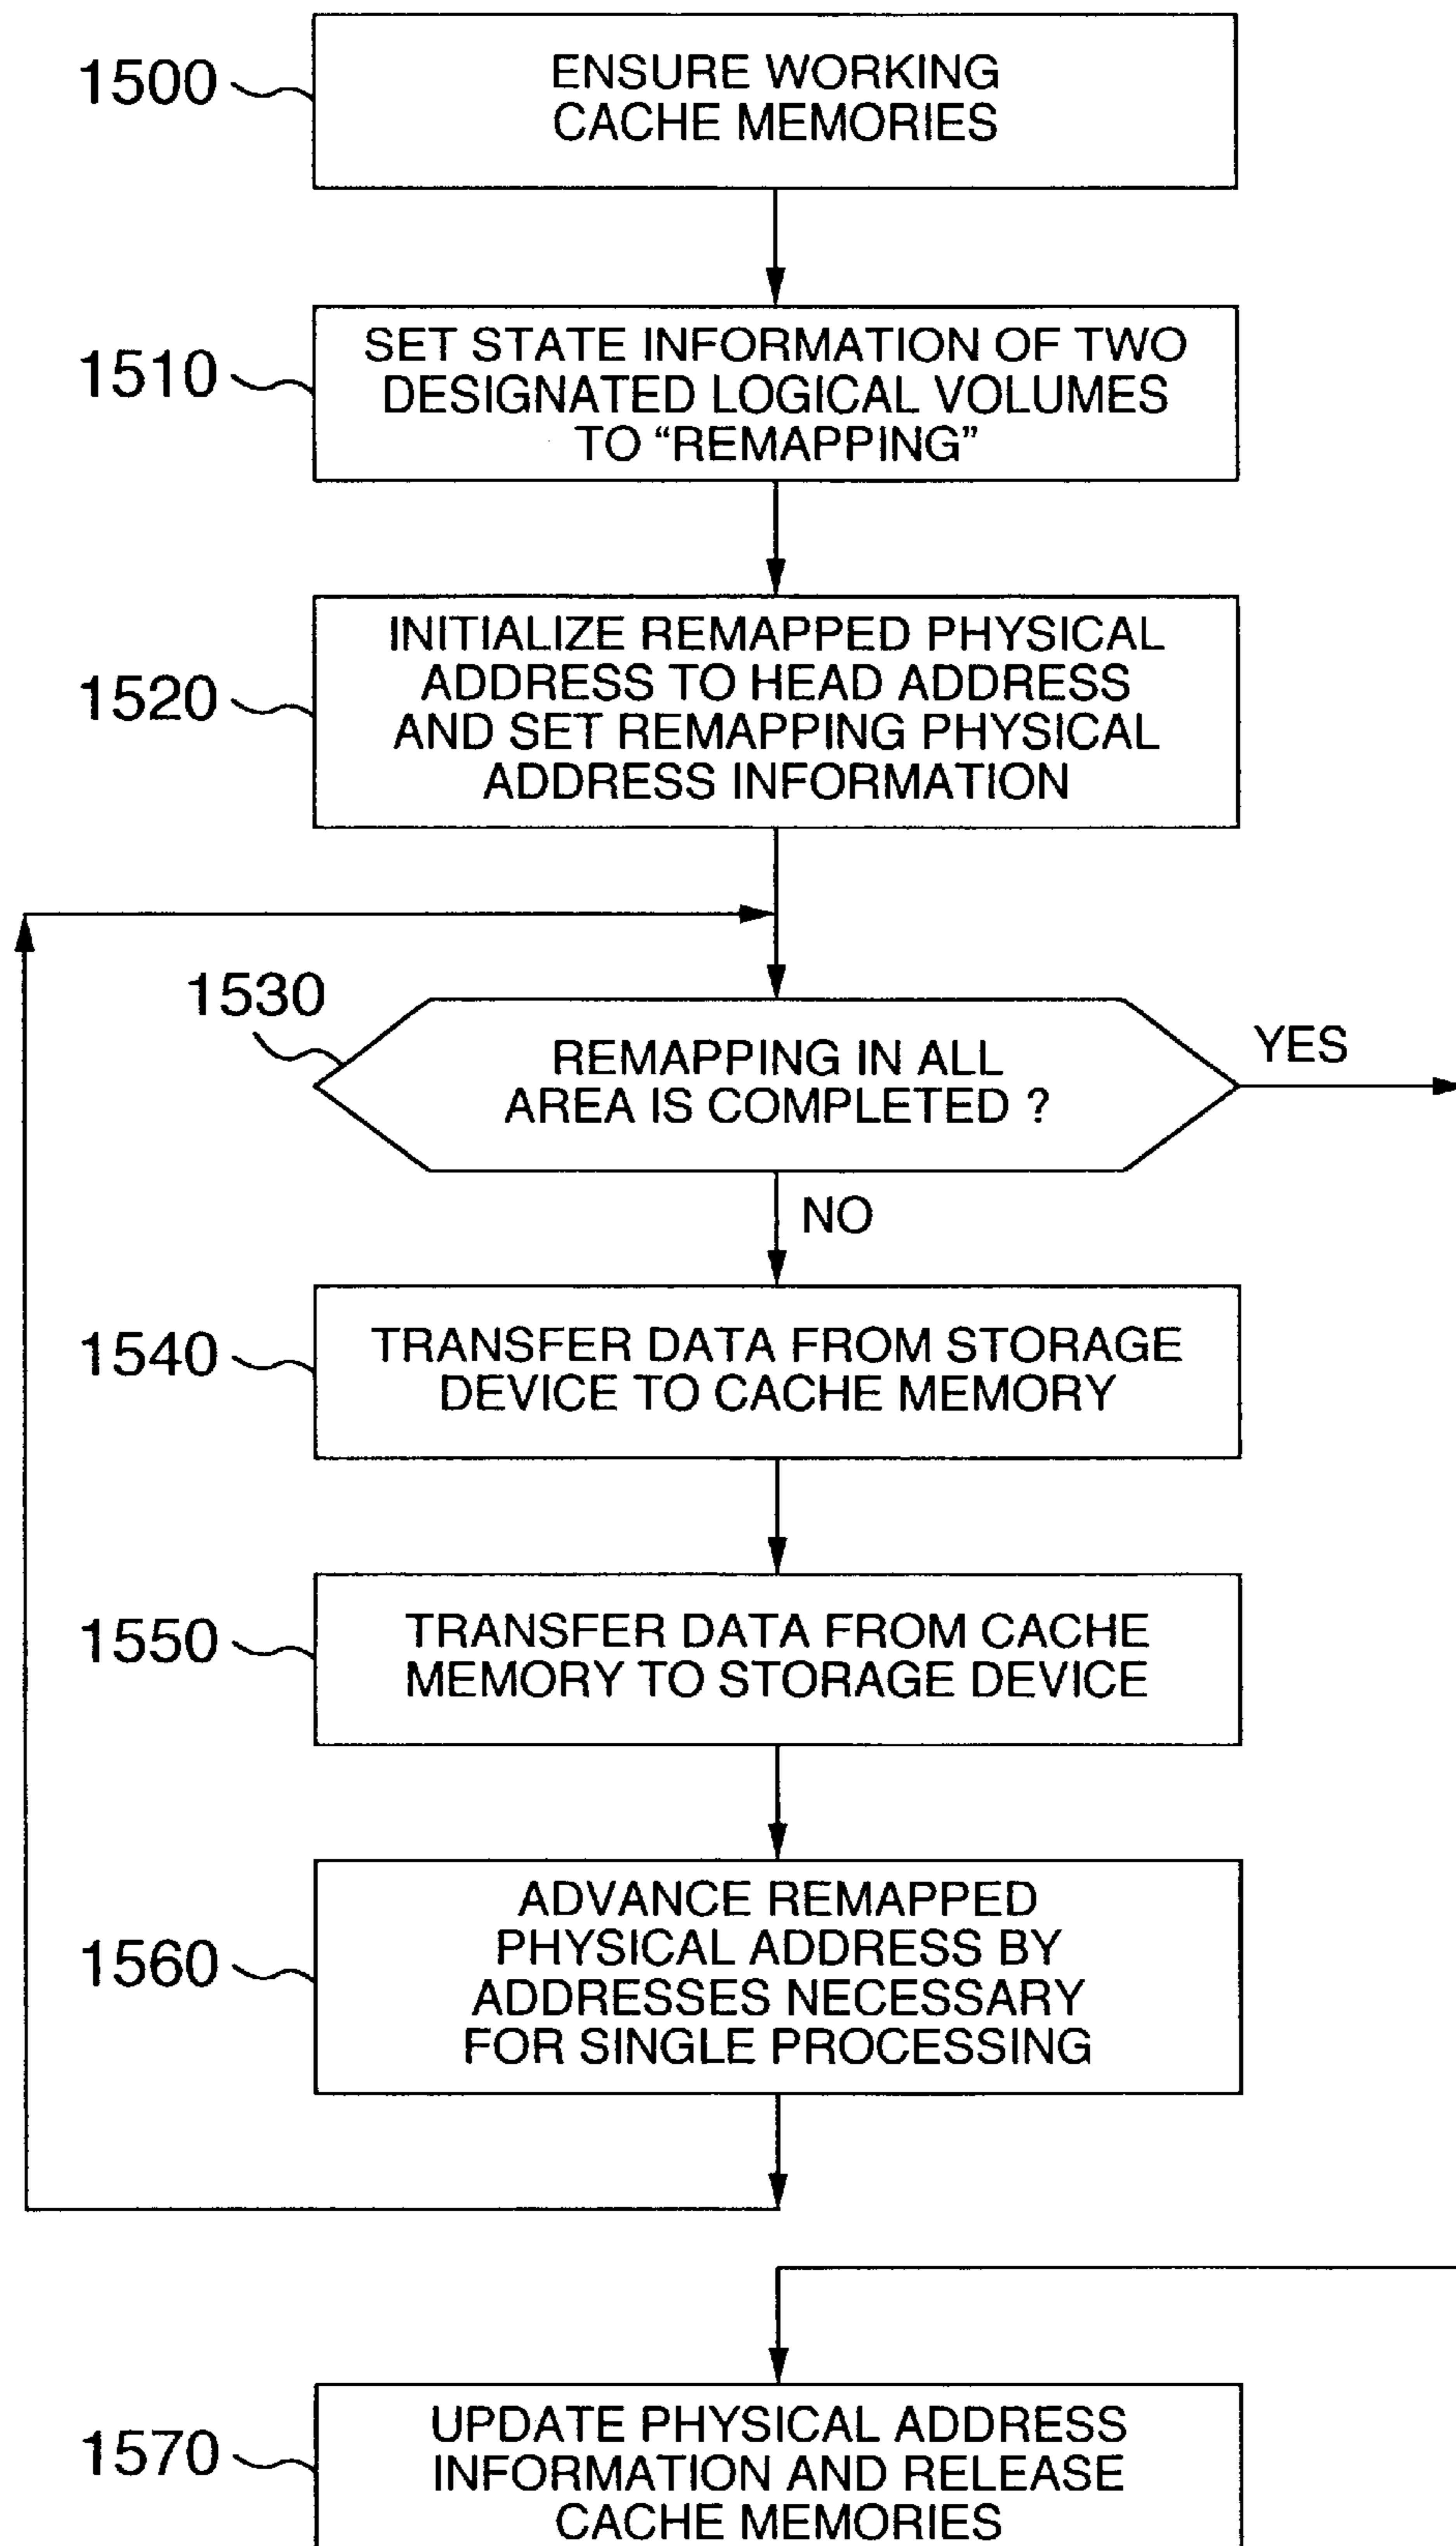 1500
ENSURE WORKING
CACHE MEMORIES
1510
SET STATE INFORMATION OF TWO
DESIGNATED LOGICAL VOLUMES
TO “REMAPPING”
1520
INITIALIZE REMAPPED PHYSICAL
ADDRESS TO HEAD ADDRESS
AND SET REMAPPING PHYSICAL
ADDRESS INFORMATION
1530
REMAPPING IN ALL
AREA IS COMPLETED ?
YES
NO
1540
TRANSFER DATA FROM STORAGE
DEVICE TO CACHE MEMORY
1550
TRANSFER DATA FROM CACHE
MEMORY TO STORAGE DEVICE
1560
ADVANCE REMAPPED
PHYSICAL ADDRESS BY
ADDRESSES NECESSARY
FOR SINGLE PROCESSING
1570
UPDATE PHYSICAL ADDRESS
INFORMATION AND RELEASE
CACHE MEMORIES